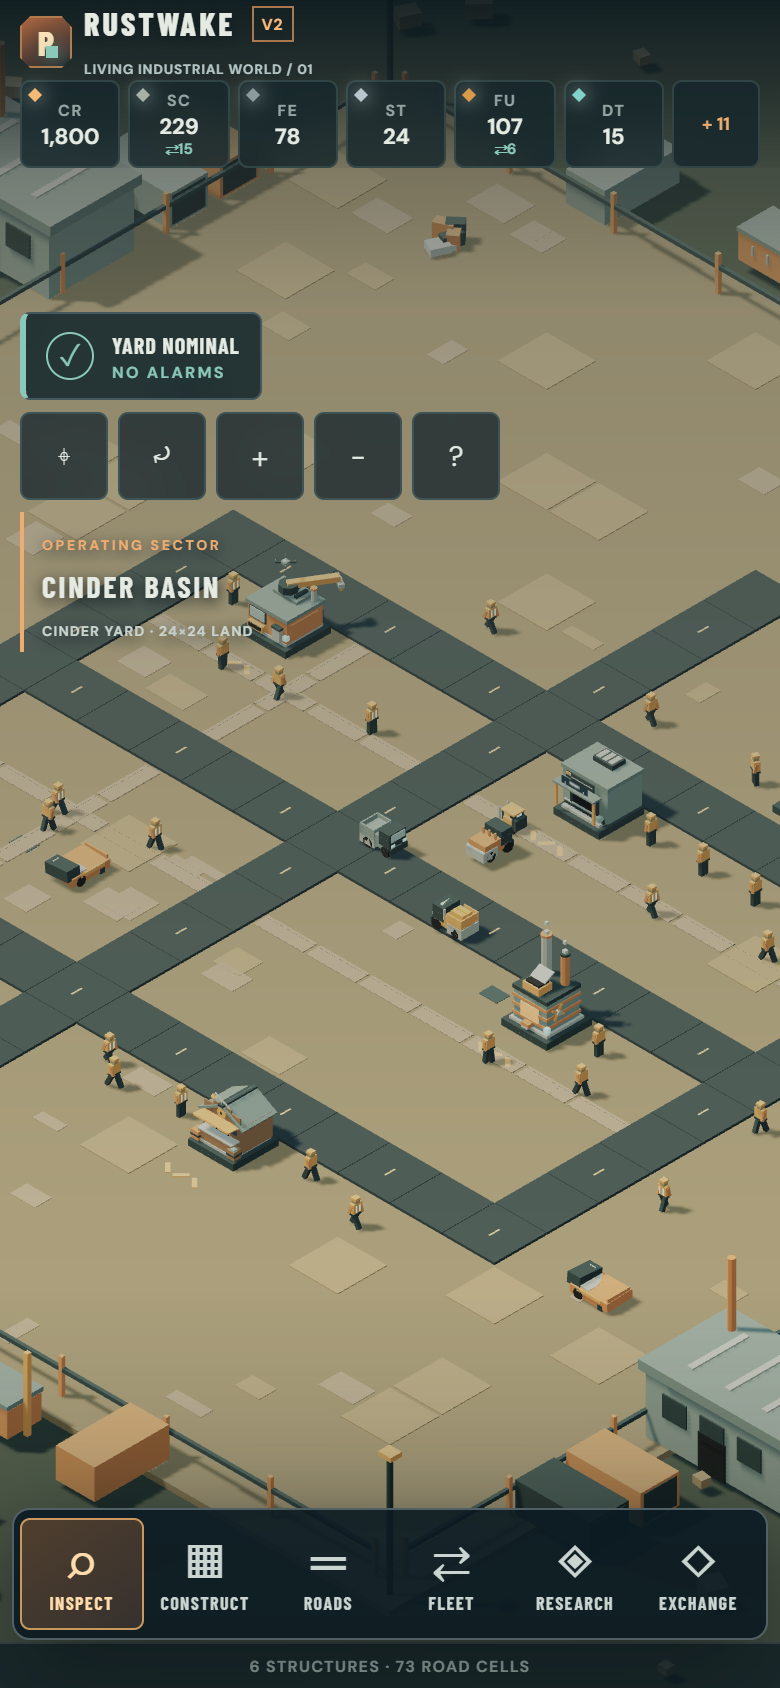 RUSTWAKE V2
R
LIVING INDUSTRIAL WORLD / 01
CR SC FE ST FU DT
1,800 229 78 24 107 15 + 11
⇄15 ⇄6
YARD NOMINAL
NO ALARMS
+ - ?
OPERATING SECTOR
CINDER BASIN
CINDER YARD · 24×24 LAND
INSPECT CONSTRUCT ROADS FLEET RESEARCH EXCHANGE
6 STRUCTURES · 73 ROAD CELLS